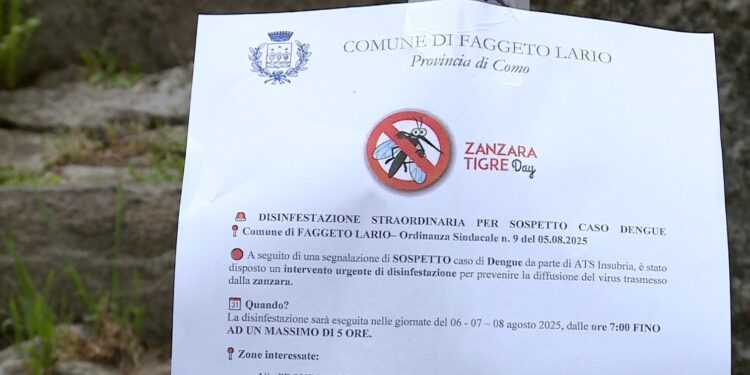 COMUNE DI FAGGETO LARIO
Provincia di Como
ZANZARA
TIGRE Day
DISINFESTAZIONE STRAORDINARIA PER SOSPETTO CASO DENGUE
Comune di FAGGETO LARIO– Ordinanza Sindacale n. 9 del 05.08.2025
A seguito di una segnalazione di SOSPETTO caso di Dengue da parte di ATS Insubria, è stato
disposto un intervento urgente di disinfestazione per prevenire la diffusione del virus trasmesso
dalla zanzara.
31 Quando?
La disinfestazione sarà eseguita nelle giornate del 06 - 07 – 08 agosto 2025, dalle ore 7:00 FINO
AD UN MASSIMO DI 5 ORE.
Zone interessate: